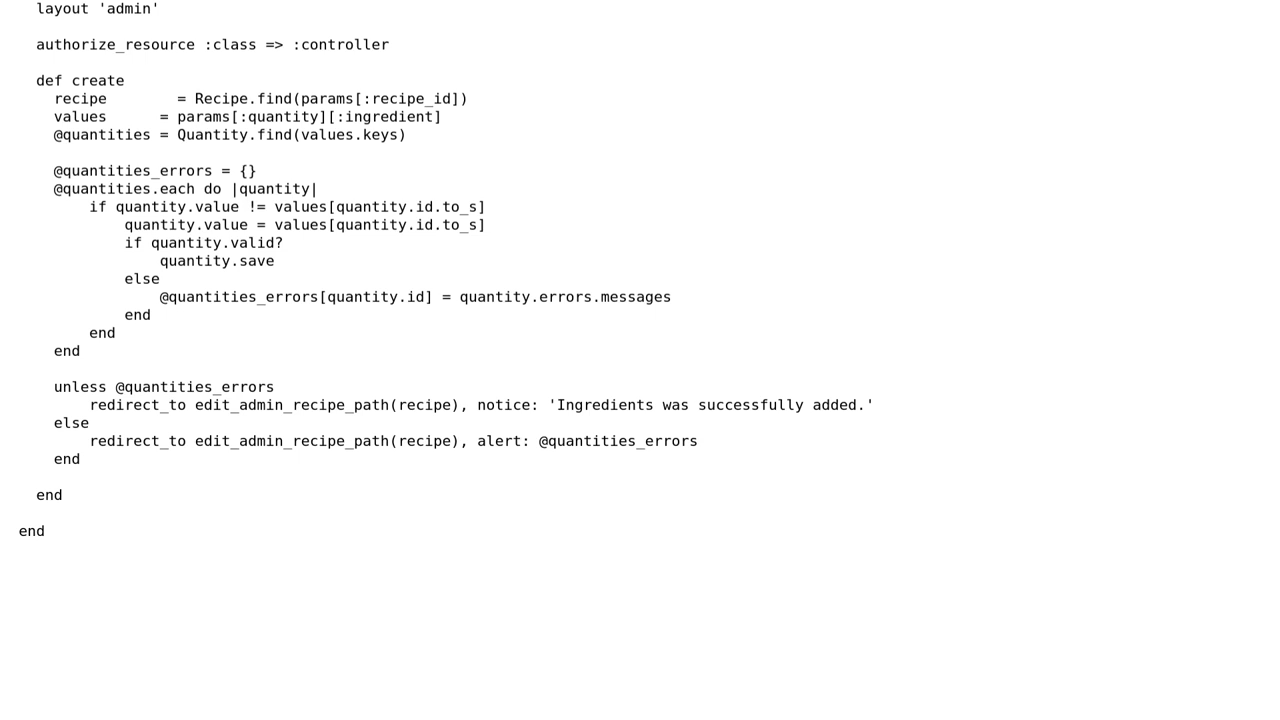 layout 'admin'
authorize_resource :class => :controller
def create
recipe        = Recipe.find(params[:recipe_id])
values      = params[:quantity][:ingredient]
@quantities = Quantity.find(values.keys)
@quantities_errors = {}
@quantities.each do |quantity|
if quantity.value != values[quantity.id.to_s]
quantity.value = values[quantity.id.to_s]
if quantity.valid?
quantity.save
else
@quantities_errors[quantity.id] = quantity.errors.messages
end
end
end
unless @quantities_errors
redirect_to edit_admin_recipe_path(recipe), notice: 'Ingredients was successfully added.'
else
redirect_to edit_admin_recipe_path(recipe), alert: @quantities_errors
end
end
end